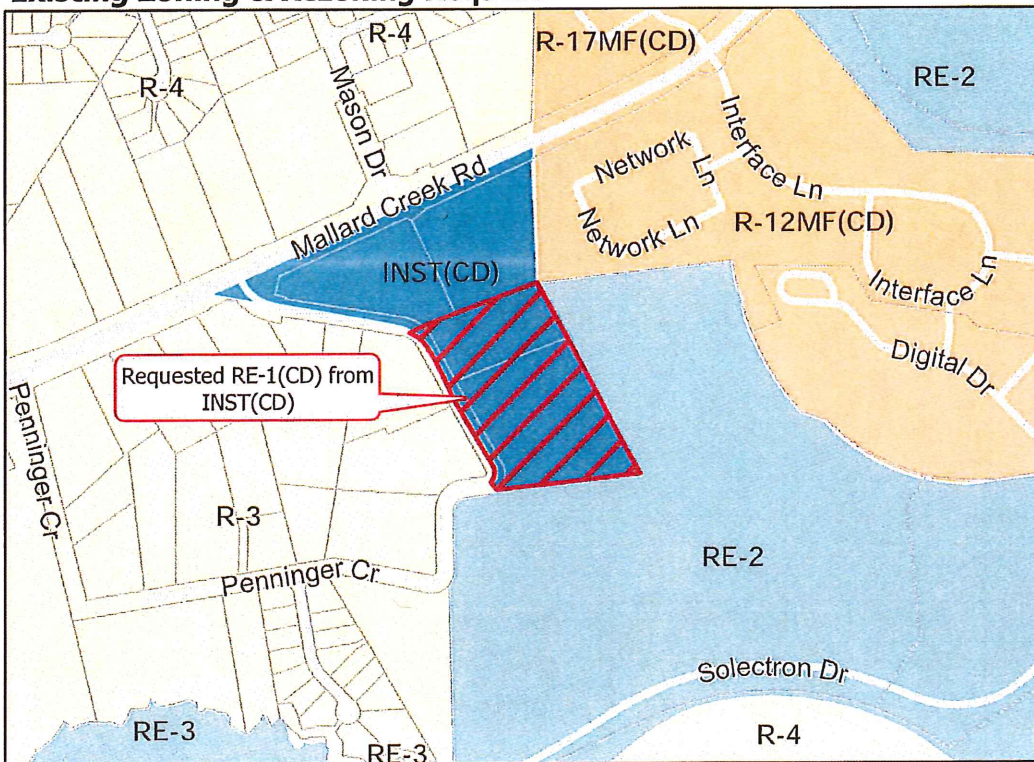 R-4
R-4
Mason Dr
Mallard Creek Rd
R-17MF(CD)
RE-2
Network
Ln
Network Ln
Interface Ln
R-12MF(CD)
INST(CD)
Interface Ln
Digital Dr
Requested RE-1(CD) from
INST(CD)
Penninger Cr
R-3
Penninger Cr
RE-2
Solectron Dr
RE-3
RE-3
R-4